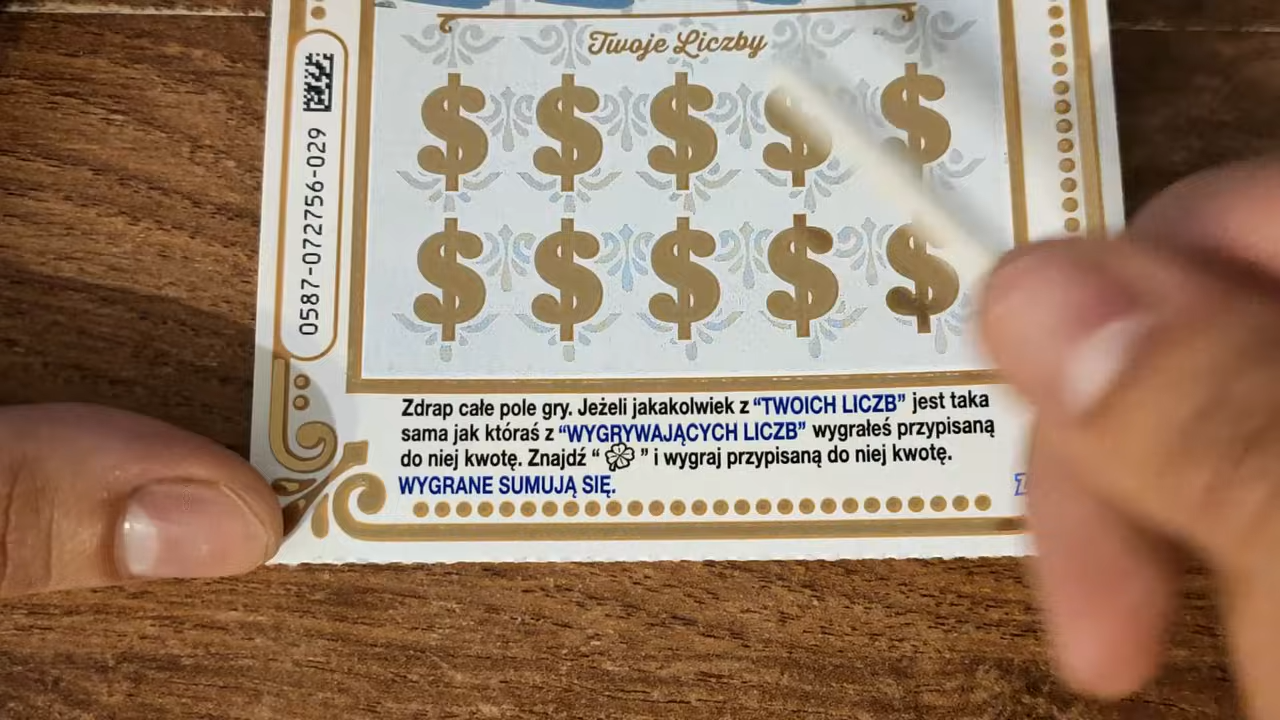 Twoje Liczby
$ $ $ $ $
$ $ $ $ $
0587-072756-029
Zdrap całe pole gry. Jeżeli jakakolwiek z “TWOICH LICZB” jest taka
sama jak któraś z “WYGRYWAJĄCYCH LICZB” wygrałeś przypisaną
do niej kwotę. Znajdź “ ” i wygraj przypisaną do niej kwotę.
WYGRANE SUMUJĄ SIĘ.